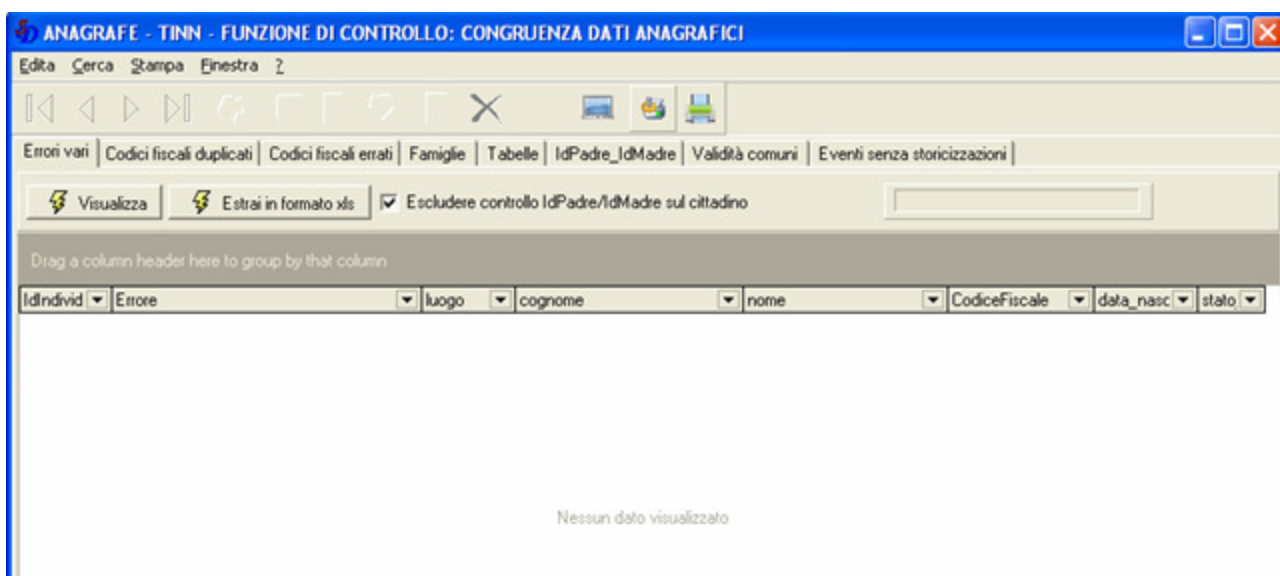 ANAGRAFE - TINN - FUNZIONE DI CONTROLLO: CONGRUENZA DATI ANAGRAFICI
Edita Cerca Stampa Finestra ?
Errori vari Codici fiscali duplicati Codici fiscali errati Famiglie Tabelle IdPadre_IdMadre Validità comuni Eventi senza storicizzazioni
Visualizza Estrai in formato xls Escludere controllo IdPadre/IdMadre sul cittadino
Drag a column header here to group by that column
IdIndivid Errore luogo cognome nome CodiceFiscale data_nasc stato_
Nessun dato visualizzato